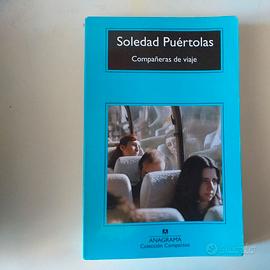 Soledad Puértolas
Compañeras de viaje
ANAGRAMA
Colección Compactos